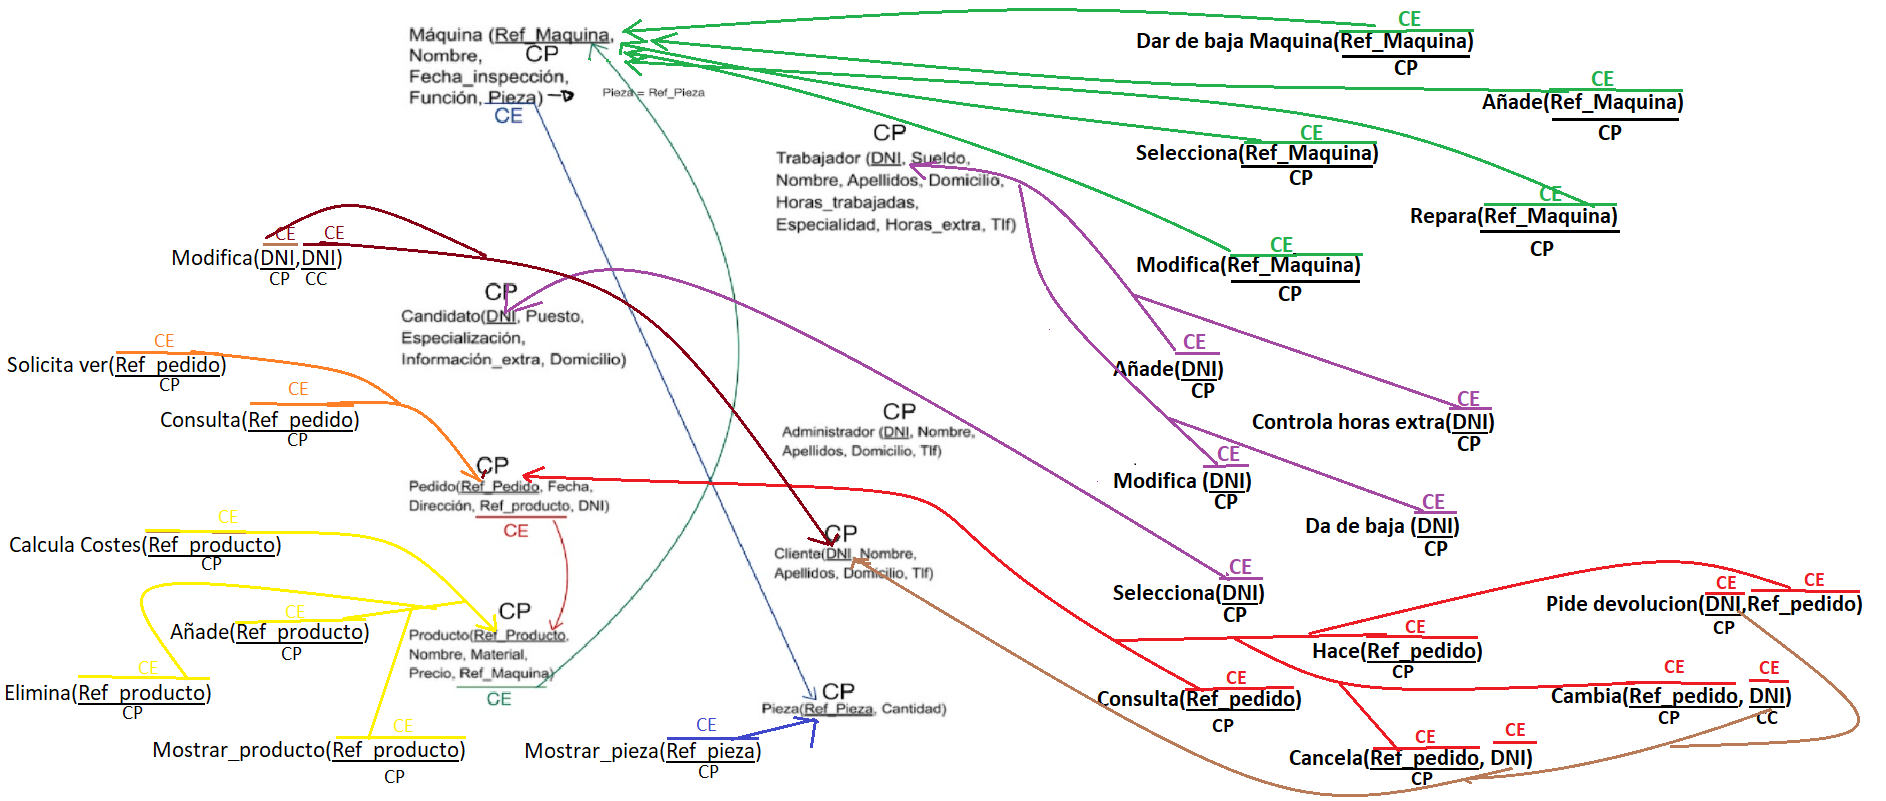 Máquina (Ref_Maquina,
CP
Nombre,
Fecha_inspección,
Función, Pieza)
CE
Pieza = Ref_Pieza
CE
Dar de baja Maquina(Ref_Maquina)
CP
CE
Añade(Ref_Maquina)
CP
CE
Selecciona(Ref_Maquina)
CP
CE
Repara(Ref_Maquina)
CP
CE
Modifica(Ref_Maquina)
CP
CP
Trabajador (DNI, Sueldo,
Nombre, Apellidos, Domicilio,
Horas_trabajadas,
Especialidad, Horas_extra, Tlf)
CE CE
Modifica(DNI,DNI)
CP CC
CP
Candidato(DNI, Puesto,
Especialización,
Información_extra, Domicilio)
CE
Solicita ver(Ref_pedido)
CP
CE
Consulta(Ref_pedido)
CP
CE
Añade(DNI)
CP
CE
Controla horas extra(DNI)
CP
CP
Administrador (DNI, Nombre,
Apellidos, Domicilio, Tlf)
CE
Modifica (DNI)
CP
CE
Da de baja (DNI)
CP
CP
Pedido(Ref_Pedido, Fecha,
Dirección, Ref_producto, DNI)
CE
CE
Calcula Costes(Ref_producto)
CP
CP
Cliente(DNI, Nombre,
Apellidos, Domicilio, Tlf)
CE
Selecciona(DNI)
CP
CE CE
Pide devolucion(DNI,Ref_pedido)
CP
CE
Añade(Ref_producto)
CP
CP
Producto(Ref_Producto,
Nombre, Material,
Precio, Ref_Maquina)
CE
CE
Hace(Ref_pedido)
CP
CE
Elimina(Ref_producto)
CP
CE
Consulta(Ref_pedido)
CP
CE CE
Cambia(Ref_pedido, DNI)
CP CC
CP
Pieza(Ref_Pieza, Cantidad)
CE
Mostrar_producto(Ref_producto)
CP
CE
Mostrar_pieza(Ref_pieza)
CP
CE CE
Cancela(Ref_pedido, DNI)
CP